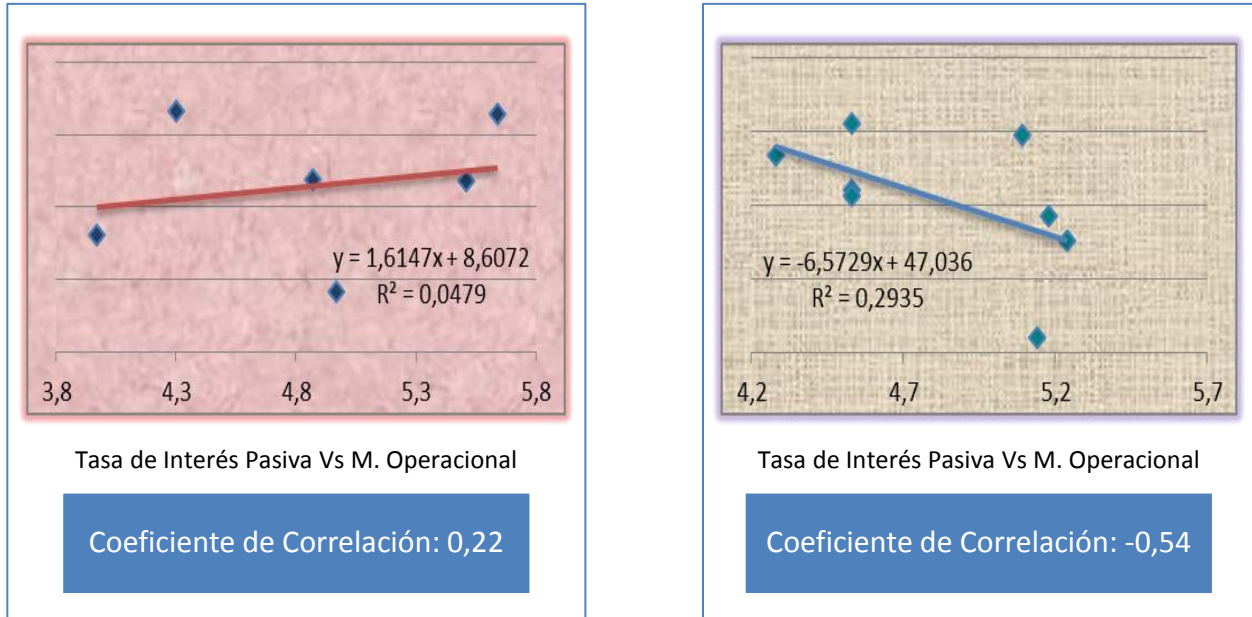 y = 1,6147x + 8,6072
R² = 0,0479
3,8 4,3 4,8 5,3 5,8
Tasa de Interés Pasiva Vs M. Operacional
Coeficiente de Correlación: 0,22
y = -6,5729x + 47,036
R² = 0,2935
4,2 4,7 5,2 5,7
Tasa de Interés Pasiva Vs M. Operacional
Coeficiente de Correlación: -0,54